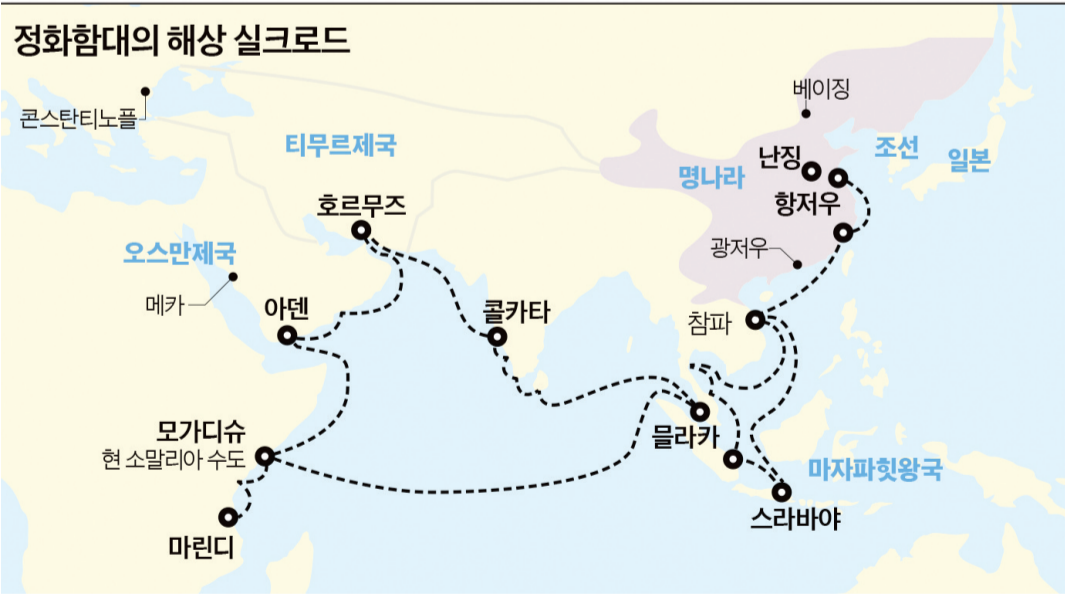 정화함대의 해상 실크로드
베이징
콘스탄티노플
티무르제국
조선
일본
난징
명나라
항저우
호르무즈
오스만제국
광저우
메카
아덴
콜카타
참파
모가디슈
현 소말리아 수도
믈라카
마자파힛왕국
스라바야
마린디